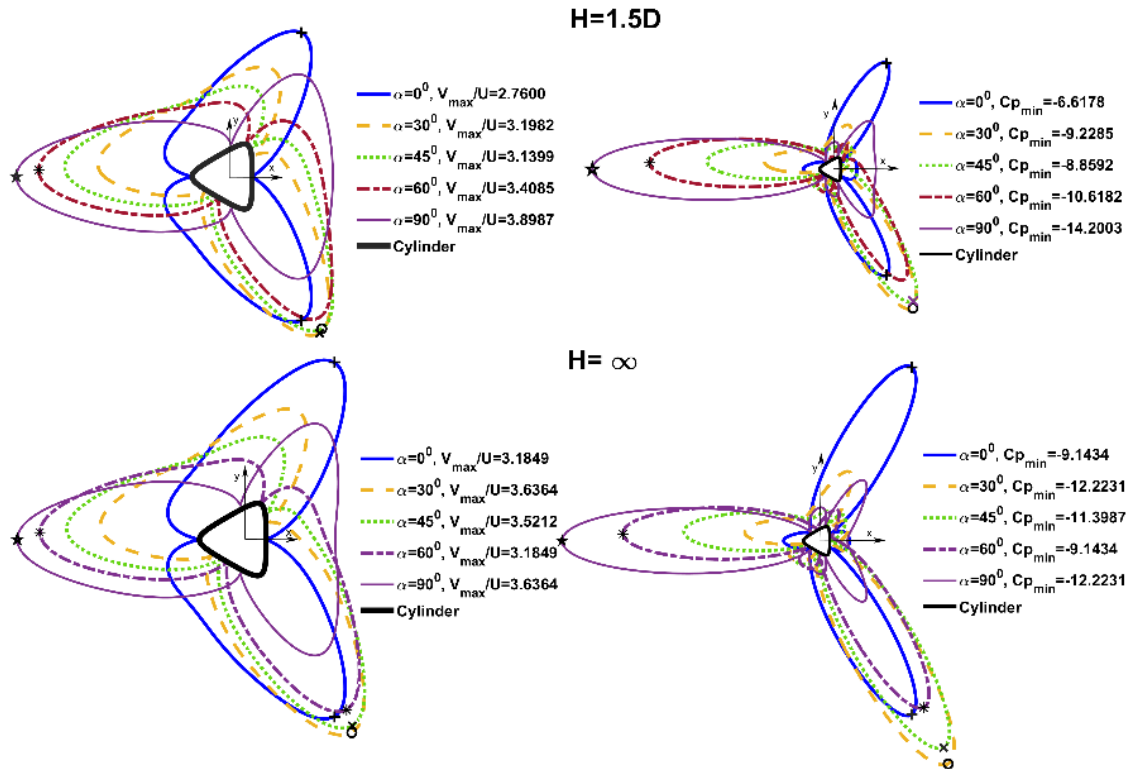 H=1.5D
α=0⁰, V_max/U=2.7600
α=30⁰, V_max/U=3.1982
α=45⁰, V_max/U=3.1399
α=60⁰, V_max/U=3.4085
α=90⁰, V_max/U=3.8987
Cylinder
y
x
α=0⁰, Cp_min=-6.6178
α=30⁰, Cp_min=-9.2285
α=45⁰, Cp_min=-8.8592
α=60⁰, Cp_min=-10.6182
α=90⁰, Cp_min=-14.2003
Cylinder
y
x
H= ∞
α=0⁰, V_max/U=3.1849
α=30⁰, V_max/U=3.6364
α=45⁰, V_max/U=3.5212
α=60⁰, V_max/U=3.1849
α=90⁰, V_max/U=3.6364
Cylinder
y
x
α=0⁰, Cp_min=-9.1434
α=30⁰, Cp_min=-12.2231
α=45⁰, Cp_min=-11.3987
α=60⁰, Cp_min=-9.1434
α=90⁰, Cp_min=-12.2231
Cylinder
y
x